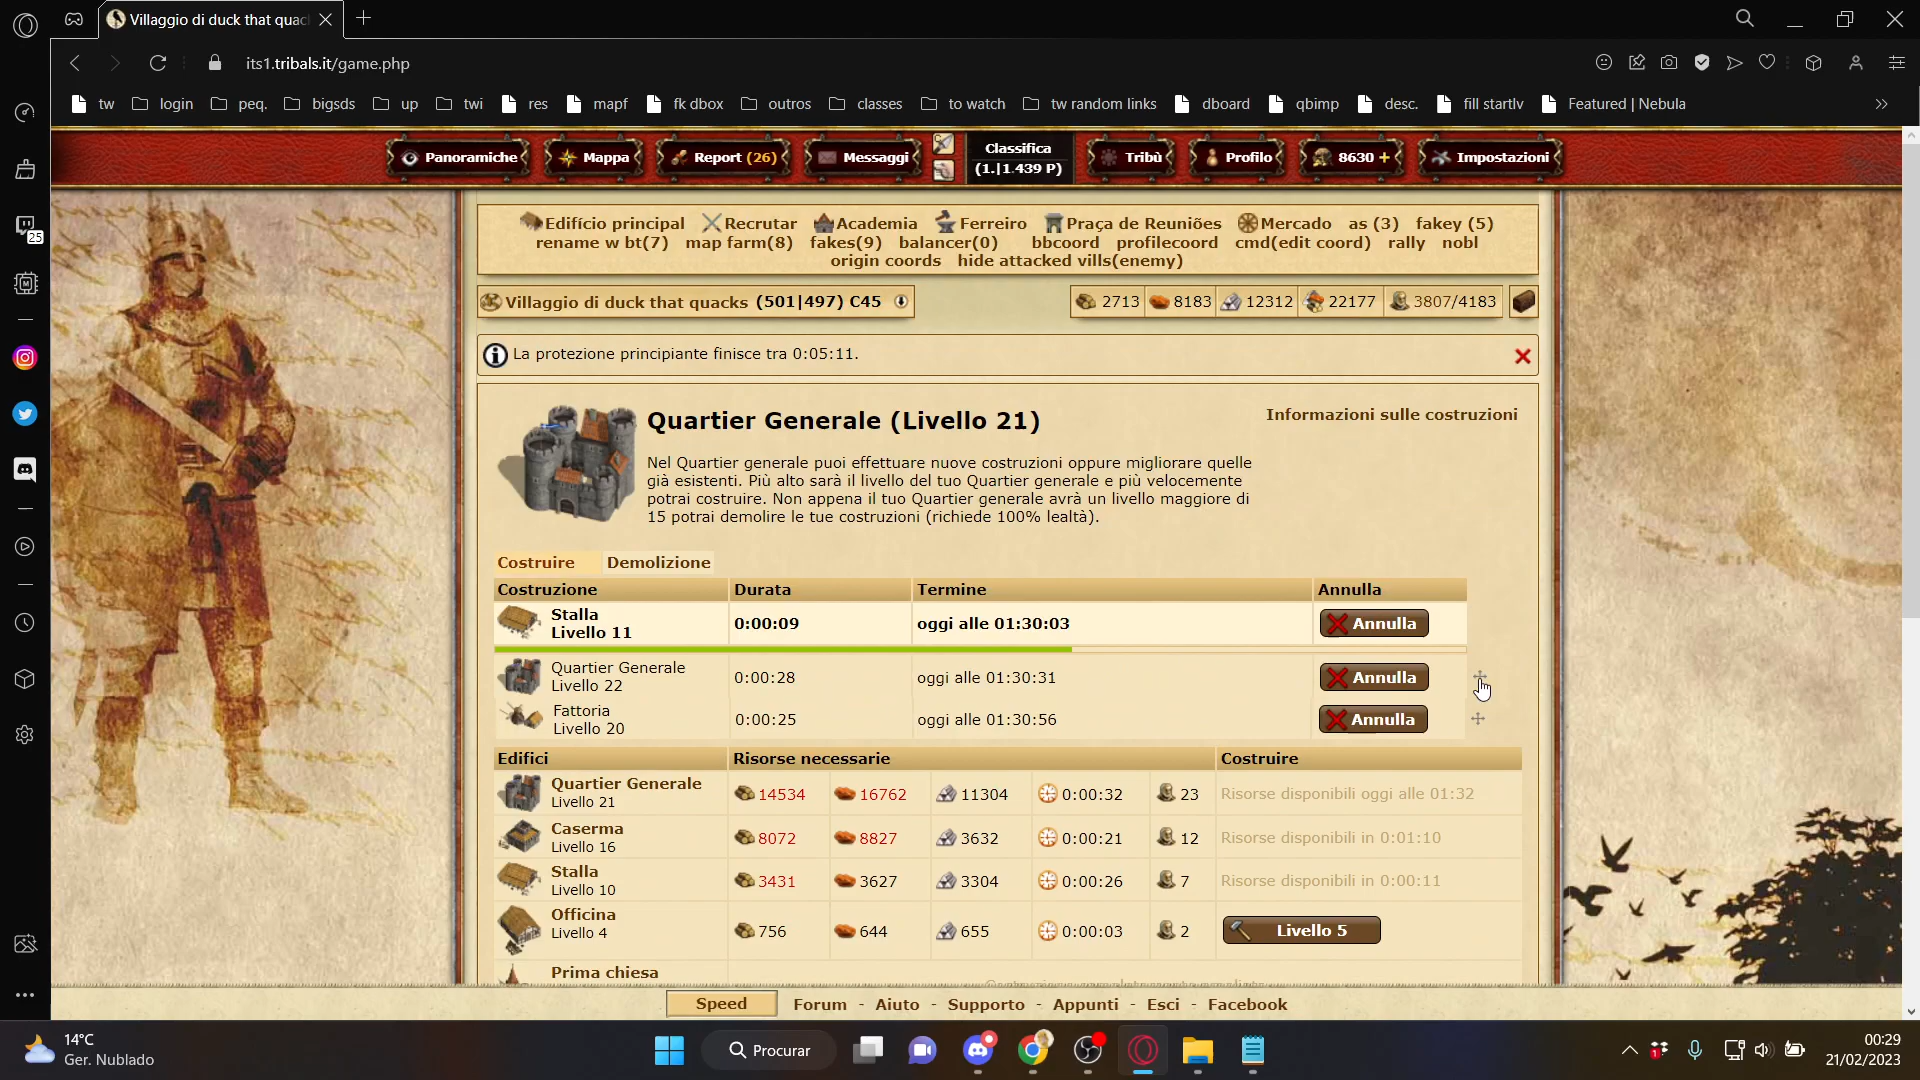 Villaggio di duck that quac
its1.tribals.it/game.php
tw login peq. bigsds up twi res mapf fk dbox outros classes to watch tw random links dboard qbimp desc. fill startlv Featured | Nebula
25
Panoramiche Mappa Report (26) Messaggi Classifica (1.|1.439 P) Tribù Profilo 8630 + Impostazioni
Edifício principal Recrutar Academia Ferreiro Praça de Reuniões Mercado as (3) fakey (5)
rename w bt(7) map farm(8) fakes(9) balancer(0) bbcoord profilecoord cmd(edit coord) rally nobl
origin coords hide attacked vills(enemy)
Villaggio di duck that quacks (501|497) C45 2713 8183 12312 22177 3807/4183
La protezione principiante finisce tra 0:05:11.
Quartier Generale (Livello 21)
Informazioni sulle costruzioni
Nel Quartier generale puoi effettuare nuove costruzioni oppure migliorare quelle
già esistenti. Più alto sarà il livello del tuo Quartier generale e più velocemente
potrai costruire. Non appena il tuo Quartier generale avrà un livello maggiore di
15 potrai demolire le tue costruzioni (richiede 100% lealtà).
Costruire Demolizione
Costruzione Durata Termine Annulla
Stalla
Livello 11 0:00:09 oggi alle 01:30:03 Annulla
Quartier Generale
Livello 22 0:00:28 oggi alle 01:30:31 Annulla
Fattoria
Livello 20 0:00:25 oggi alle 01:30:56 Annulla
Edifici Risorse necessarie Costruire
Quartier Generale
Livello 21 14534 16762 11304 0:00:32 23 Risorse disponibili oggi alle 01:32
Caserma
Livello 16 8072 8827 3632 0:00:21 12 Risorse disponibili in 0:01:10
Stalla
Livello 10 3431 3627 3304 0:00:26 7 Risorse disponibili in 0:00:11
Officina
Livello 4 756 644 655 0:00:03 2 Livello 5
Prima chiesa
Speed Forum - Aiuto - Supporto - Appunti - Esci - Facebook
14°C
Ger. Nublado
Procurar
1
00:29
21/02/2023